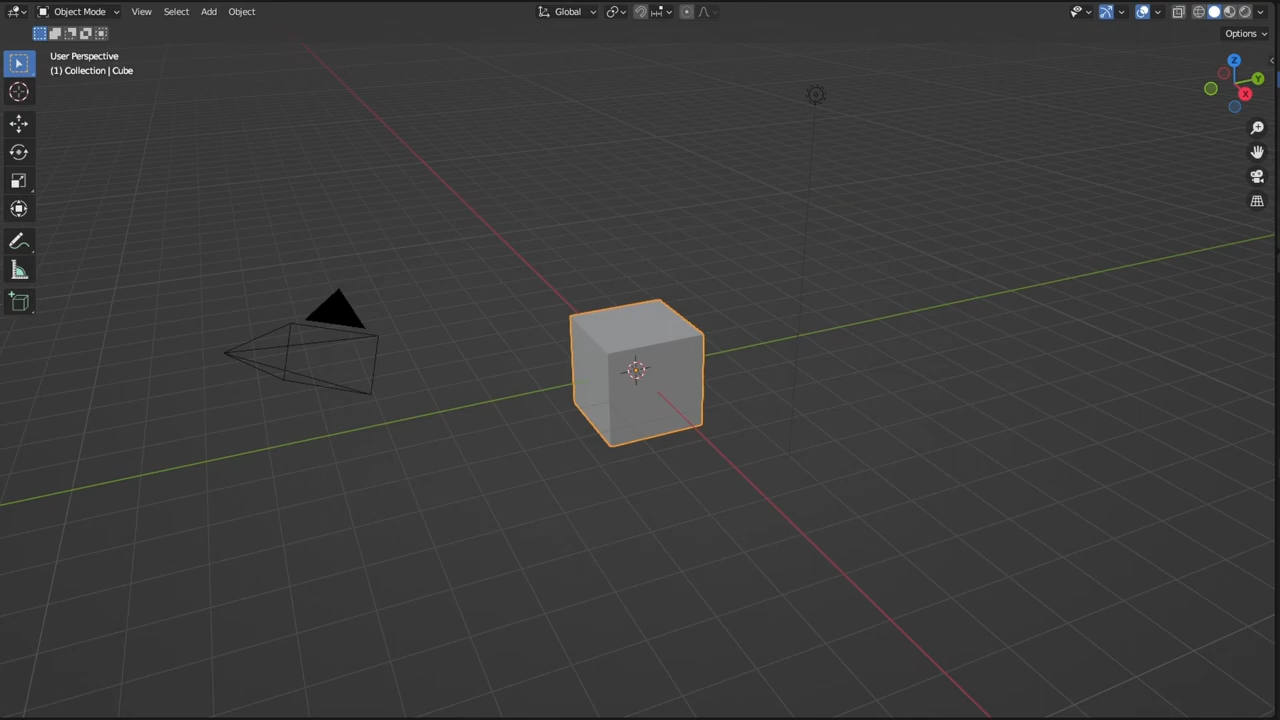 Object Mode View Select Add Object Global
Options
User Perspective
(1) Collection | Cube
Z
Y
X